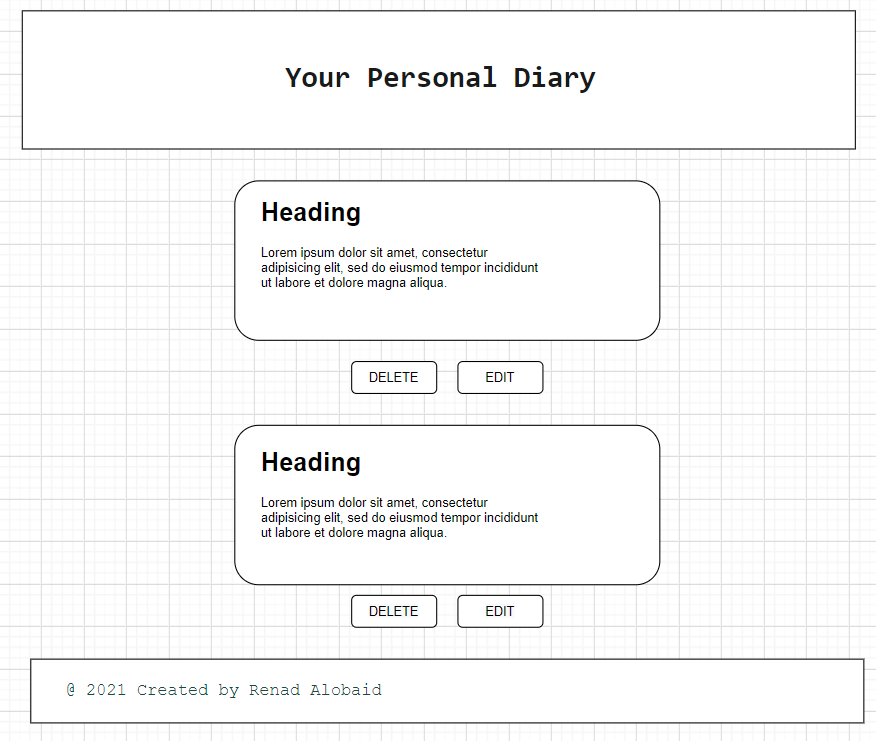 Your Personal Diary
Heading
Lorem ipsum dolor sit amet, consectetur
adipisicing elit, sed do eiusmod tempor incididunt
ut labore et dolore magna aliqua.
DELETE EDIT
Heading
Lorem ipsum dolor sit amet, consectetur
adipisicing elit, sed do eiusmod tempor incididunt
ut labore et dolore magna aliqua.
DELETE EDIT
@ 2021 Created by Renad Alobaid